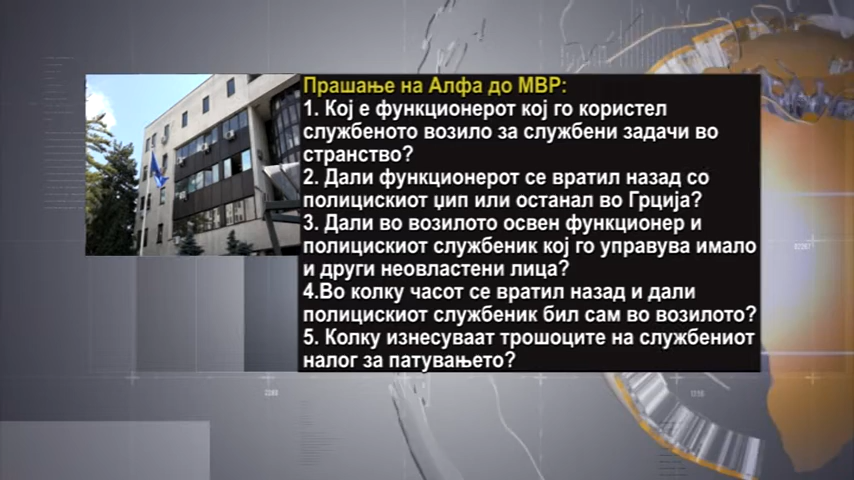 Прашање на Алфа до МВР:
1. Кој е функционерот кој го користел
службеното возило за службени задачи во
странство?
2. Дали функционерот се вратил назад со
полицискиот џип или останал во Грција?
3. Дали во возилото освен функционер и
полицискиот службеник кој го управува имало
и други неовластени лица?
4.Во колку часот се вратил назад и дали
полицискиот службеник бил сам во возилото?
5. Колку изнесуваат трошоците на службениот
налог за патувањето?